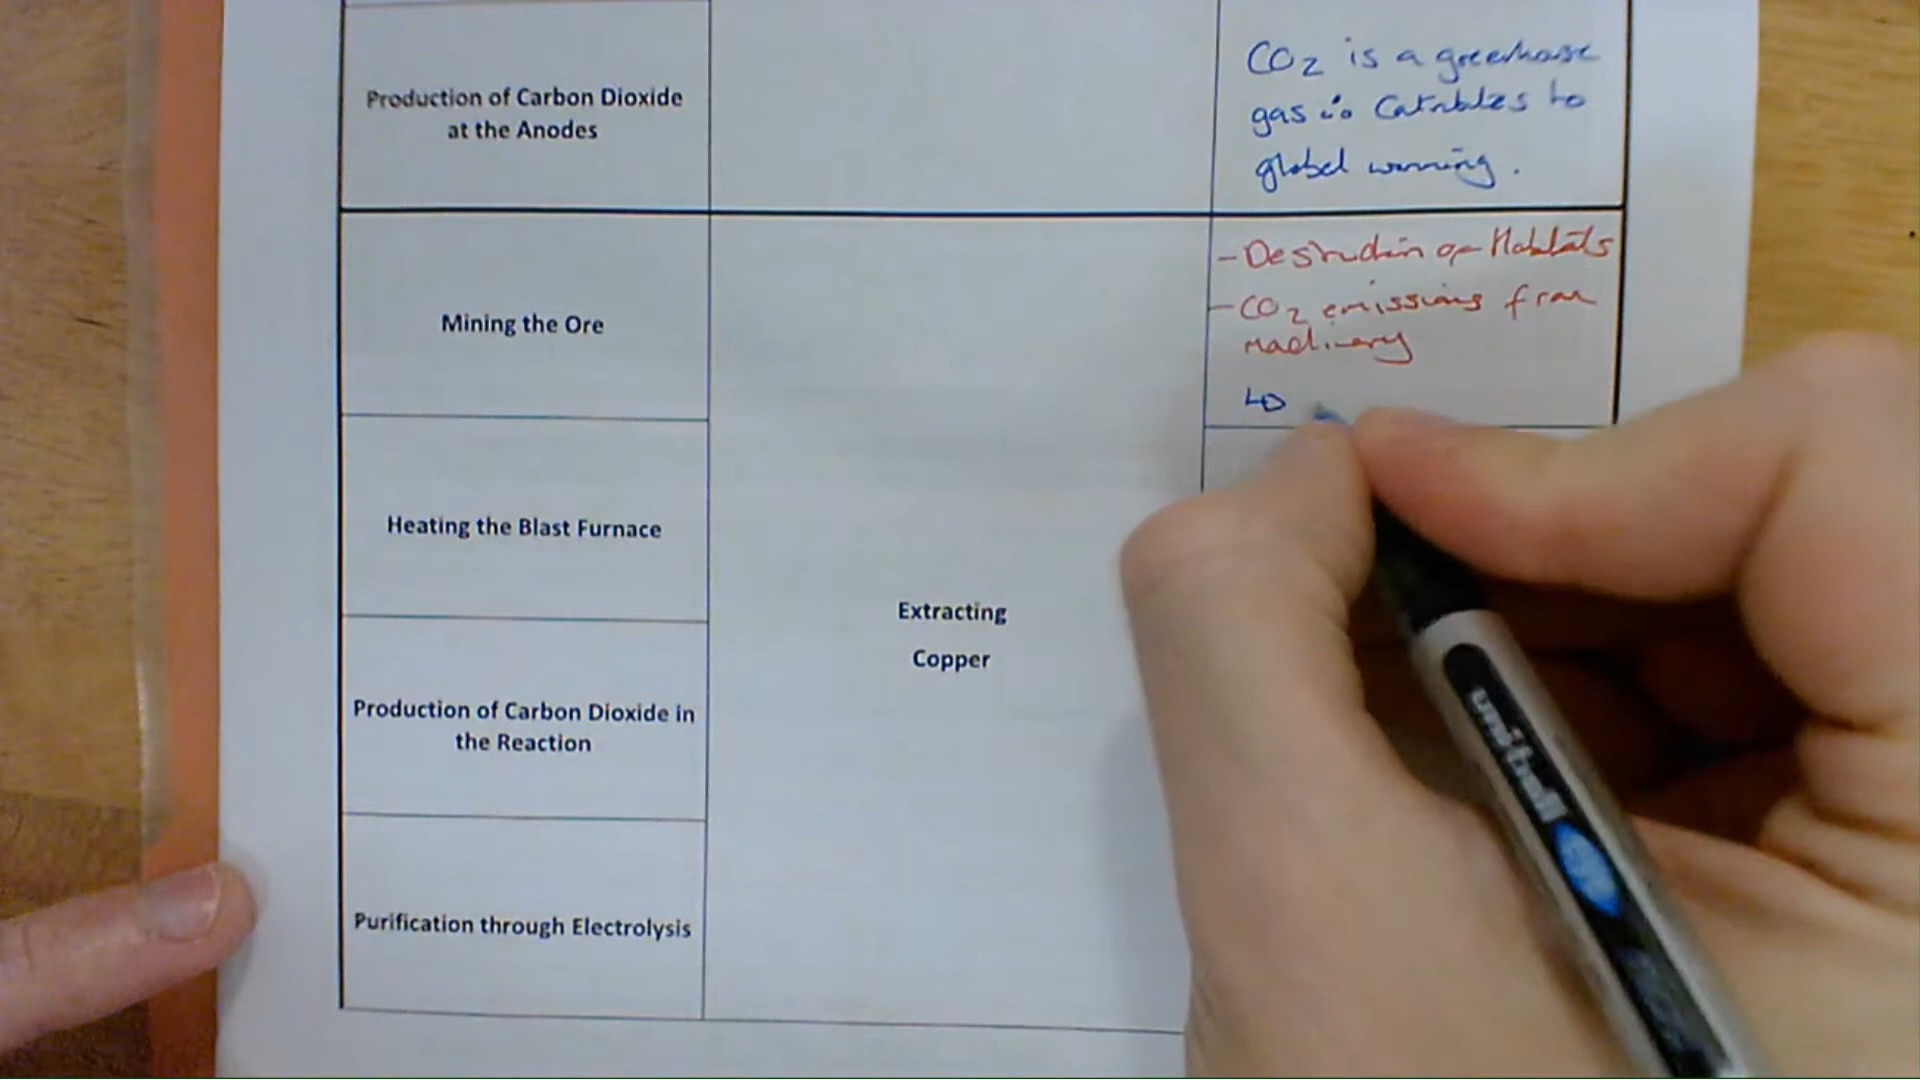 Production of Carbon Dioxide
at the Anodes
CO2 is a greenhouse
gas ∴ Contributes to
global warming.
Mining the Ore
- Destruction of Habitats
- CO2 emissions from
machinery
Heating the Blast Furnace
Extracting
Copper
Production of Carbon Dioxide in
the Reaction
Purification through Electrolysis
uniball